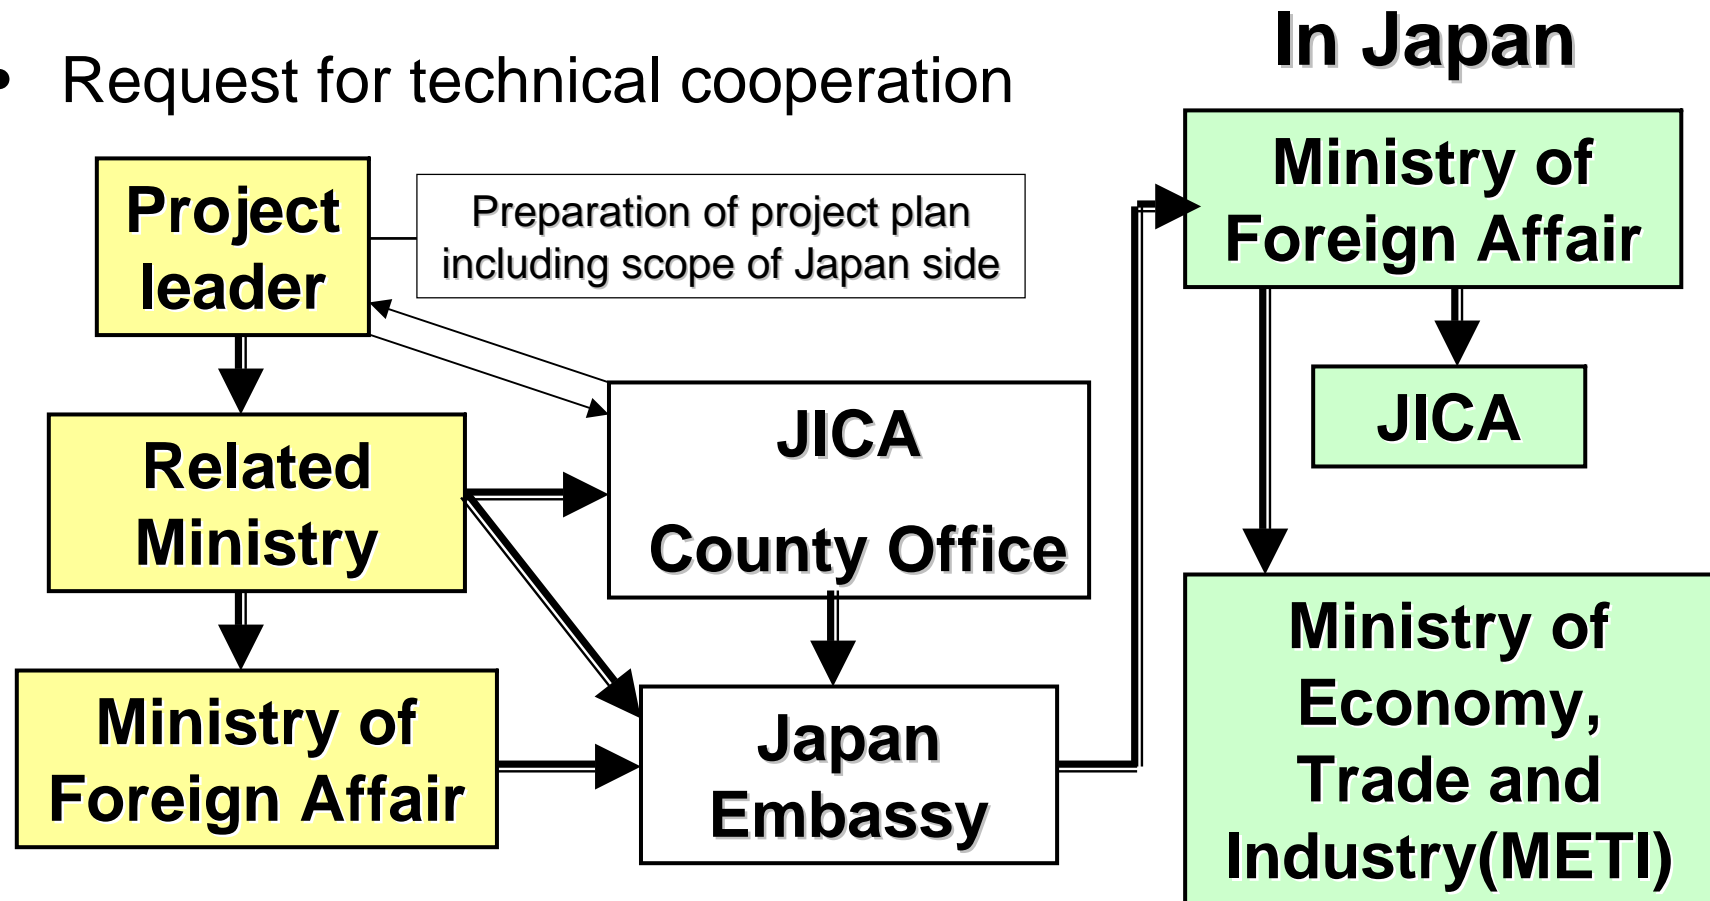 • Request for technical cooperation
In Japan
Project
leader
Preparation of project plan
including scope of Japan side
Related
Ministry
Ministry of
Foreign Affair
JICA
County Office
Japan
Embassy
Ministry of
Foreign Affair
JICA
Ministry of
Economy,
Trade and
Industry(METI)